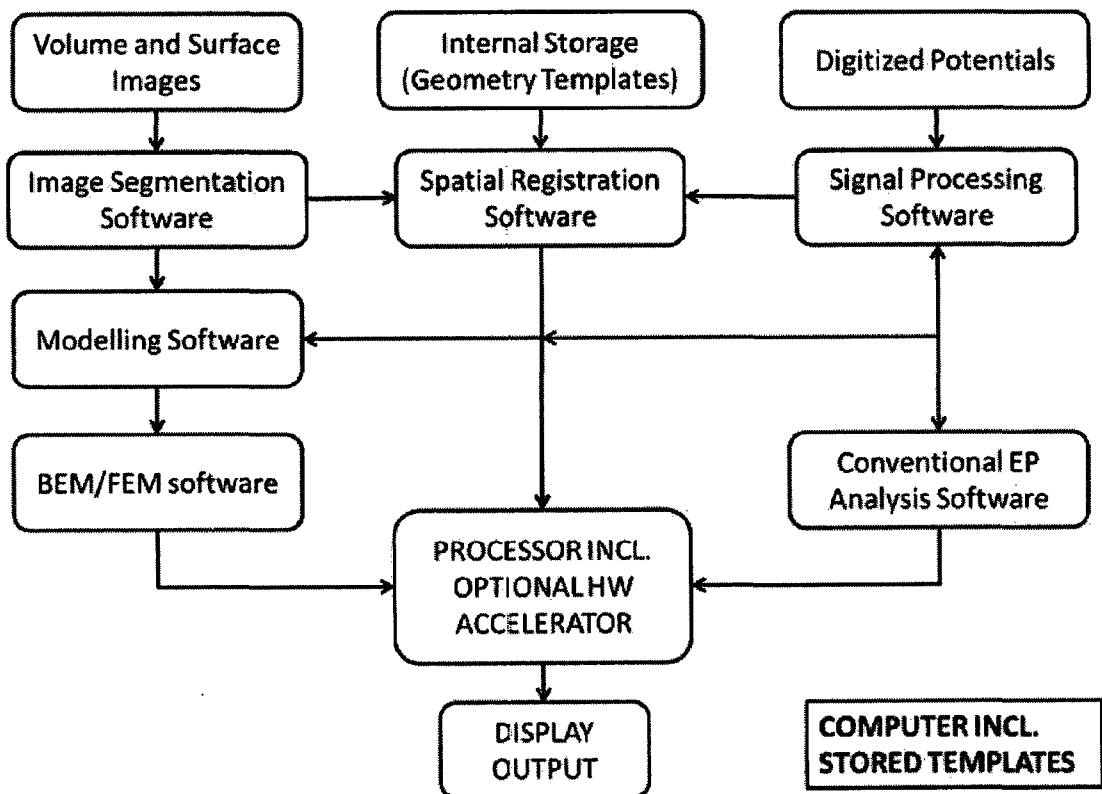 Volume and Surface
Images
Internal Storage
(Geometry Templates)
Digitized Potentials
Image Segmentation
Software
Spatial Registration
Software
Signal Processing
Software
Modelling Software
BEM/FEM software
Conventional EP
Analysis Software
PROCESSOR INCL.
OPTIONAL HW
ACCELERATOR
DISPLAY
OUTPUT
COMPUTER INCL.
STORED TEMPLATES